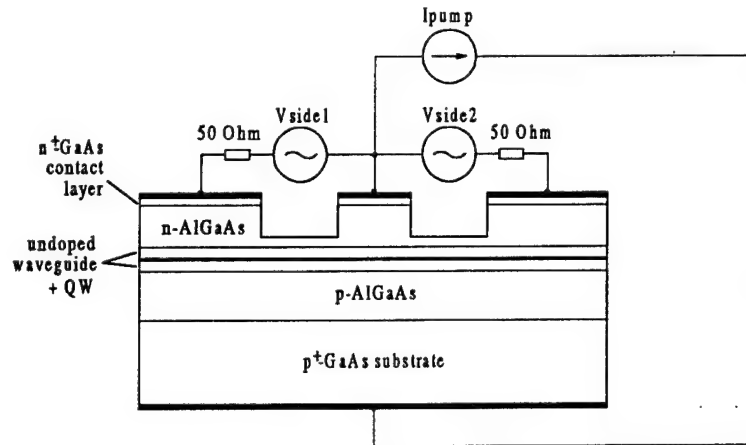 Ipump
Vside1
Vside2
50 Ohm
50 Ohm
n+GaAs
contact
layer
n-AlGaAs
undoped
waveguide
+ QW
p-AlGaAs
p+GaAs substrate